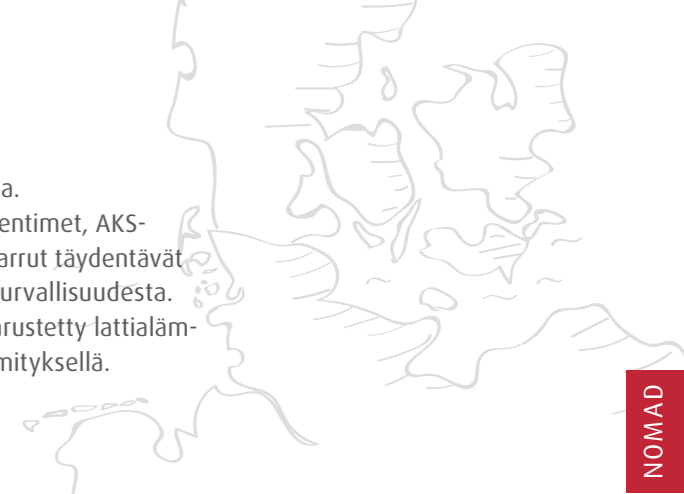 a.
entimet, AKS-
arrut täydentävät
urvallisuudesta.
arustettu lattialäm-
mityksellä.
NOMAD